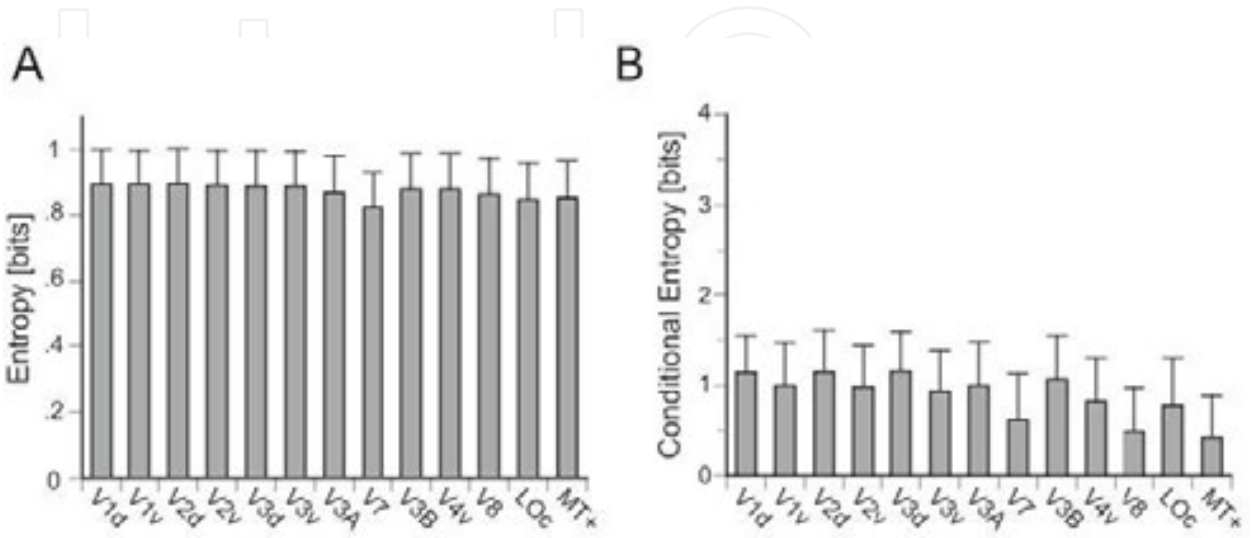 A
B
Entropy [bits]
1
.8
.6
.4
.2
0
V1d V1v V2d V2v V3d V3v V3A V7 V3B V4v V8 LOc MT+
Conditional Entropy [bits]
4
3
2
1
0
V1d V1v V2d V2v V3d V3v V3A V7 V3B V4v V8 LOc MT+